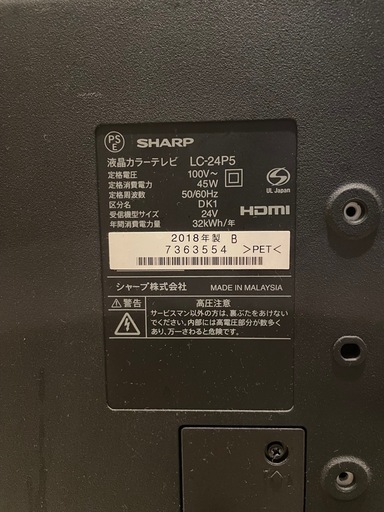 PS
E
SHARP
液晶カラーテレビ LC-24P5
定格電圧 100V~
定格消費電力 45W
定格周波数 50/60Hz
区分名 DK1
受信機型サイズ 24V
年間消費電力量 32kWh/年
UL Japan
HDMI
2018年製 B
7363554 >PET<
シャープ株式会社 MADE IN MALAYSIA
⚠警告 高圧注意
サービスマン以外の方は、裏ぶたをあけない
でください。内部には高電圧部分が数多く
あり、万一さわると危険です。